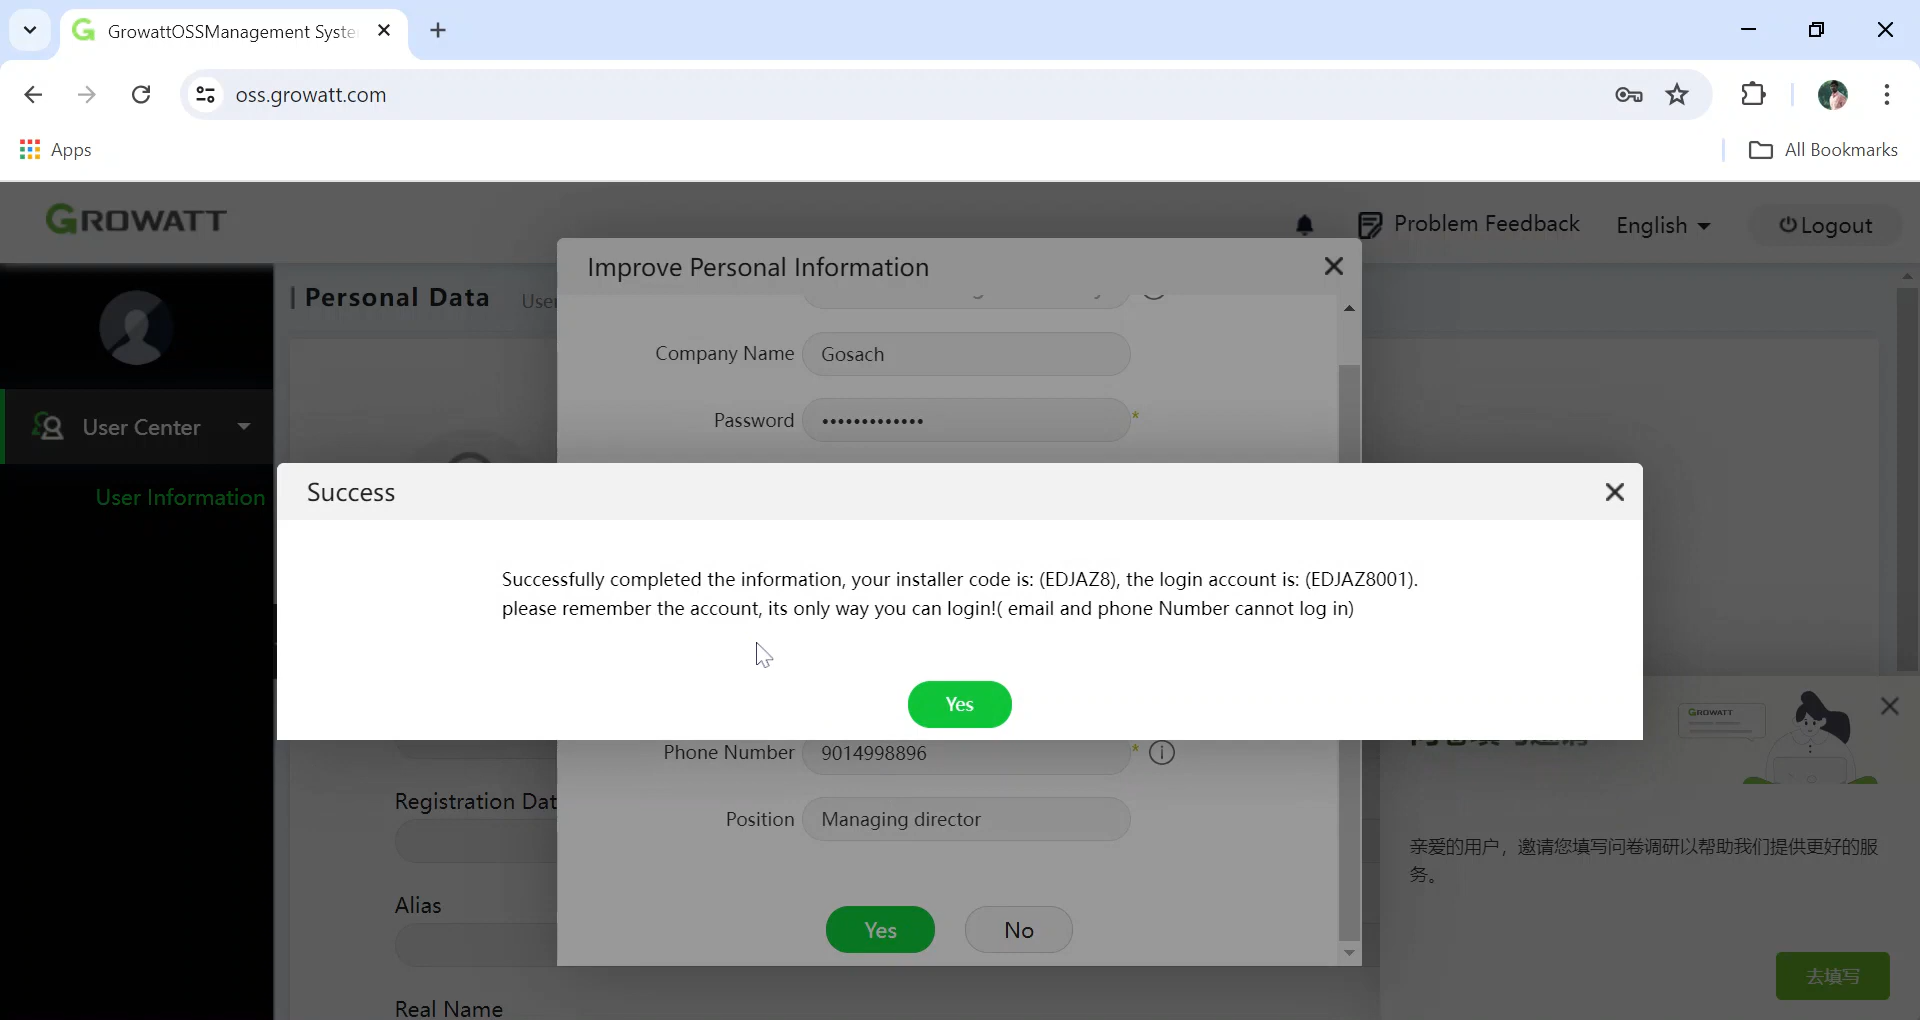 GrowattOSSManagement Syste
oss.growatt.com
Apps
All Bookmarks
GROWATT
Problem Feedback
English
Logout
Improve Personal Information
Personal Data
User
Company Name
Gosach
Password
•••••••••••••
*
User Center
User Information
Success
Successfully completed the information, your installer code is: (EDJAZ8), the login account is: (EDJAZ8001).
please remember the account, its only way you can login!( email and phone Number cannot log in)
Yes
GROWATT
Phone Number
9014998896
*
Registration Dat
Position
Managing director
亲爱的用户，邀请您填写问卷调研以帮助我们提供更好的服
务。
Alias
Yes
No
去填写
Real Name